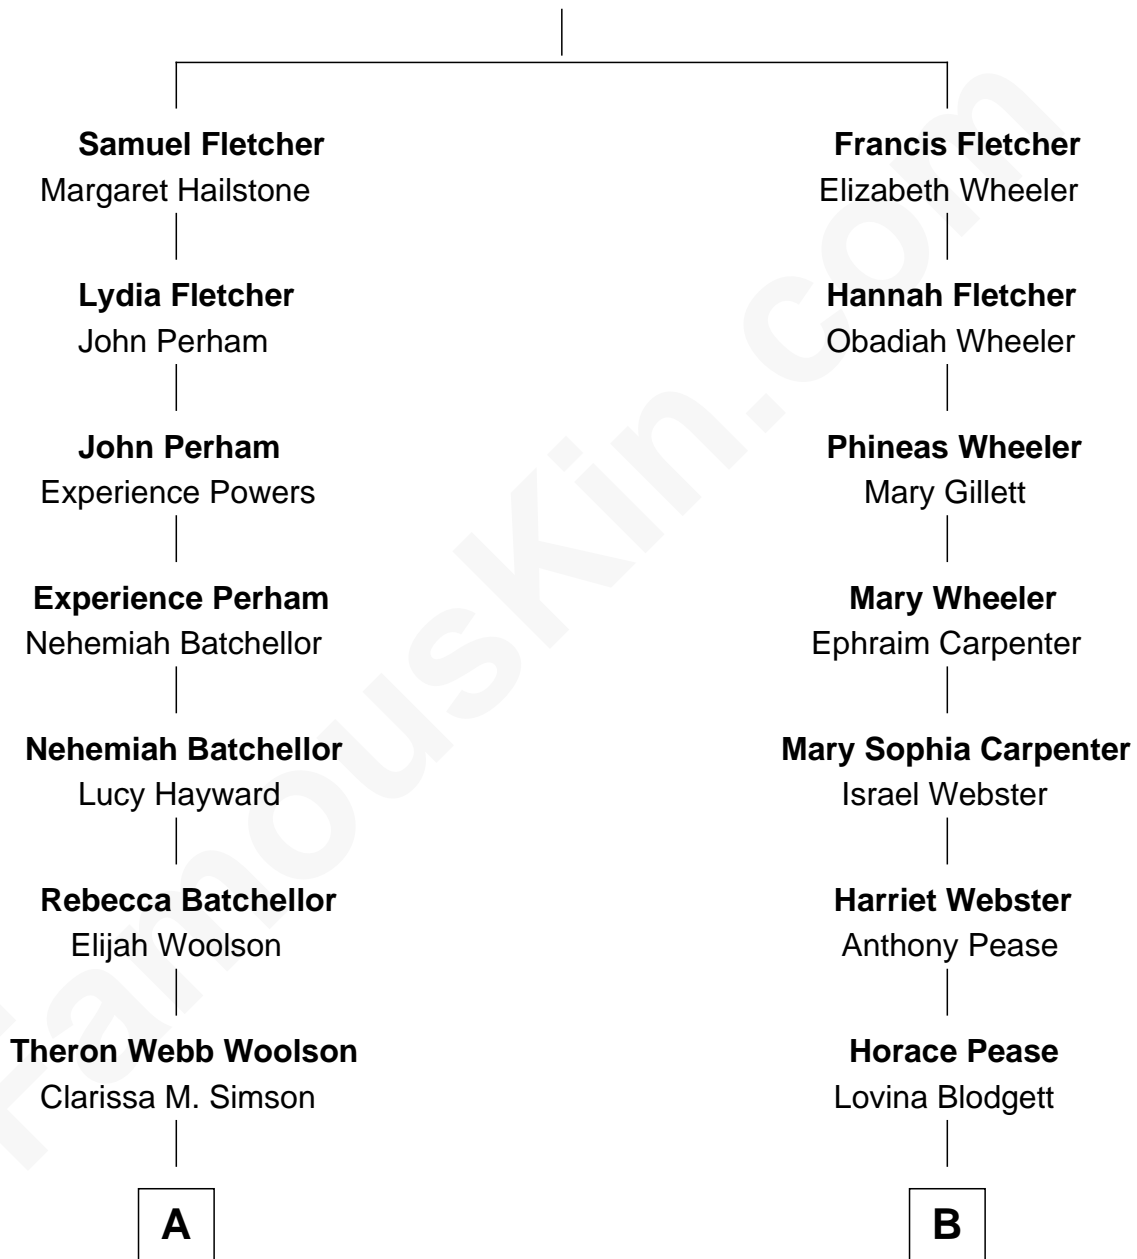 Samuel Fletcher
Margaret Hailstone
Lydia Fletcher
John Perham
John Perham
Experience Powers
Experience Perham
Nehemiah Batchellor
Nehemiah Batchellor
Lucy Hayward
Rebecca Batchellor
Elijah Woolson
Theron Webb Woolson
Clarissa M. Simson
A
Francis Fletcher
Elizabeth Wheeler
Hannah Fletcher
Obadiah Wheeler
Phineas Wheeler
Mary Gillett
Mary Wheeler
Ephraim Carpenter
Mary Sophia Carpenter
Israel Webster
Harriet Webster
Anthony Pease
Horace Pease
Lovina Blodgett
B
FamousKin.com